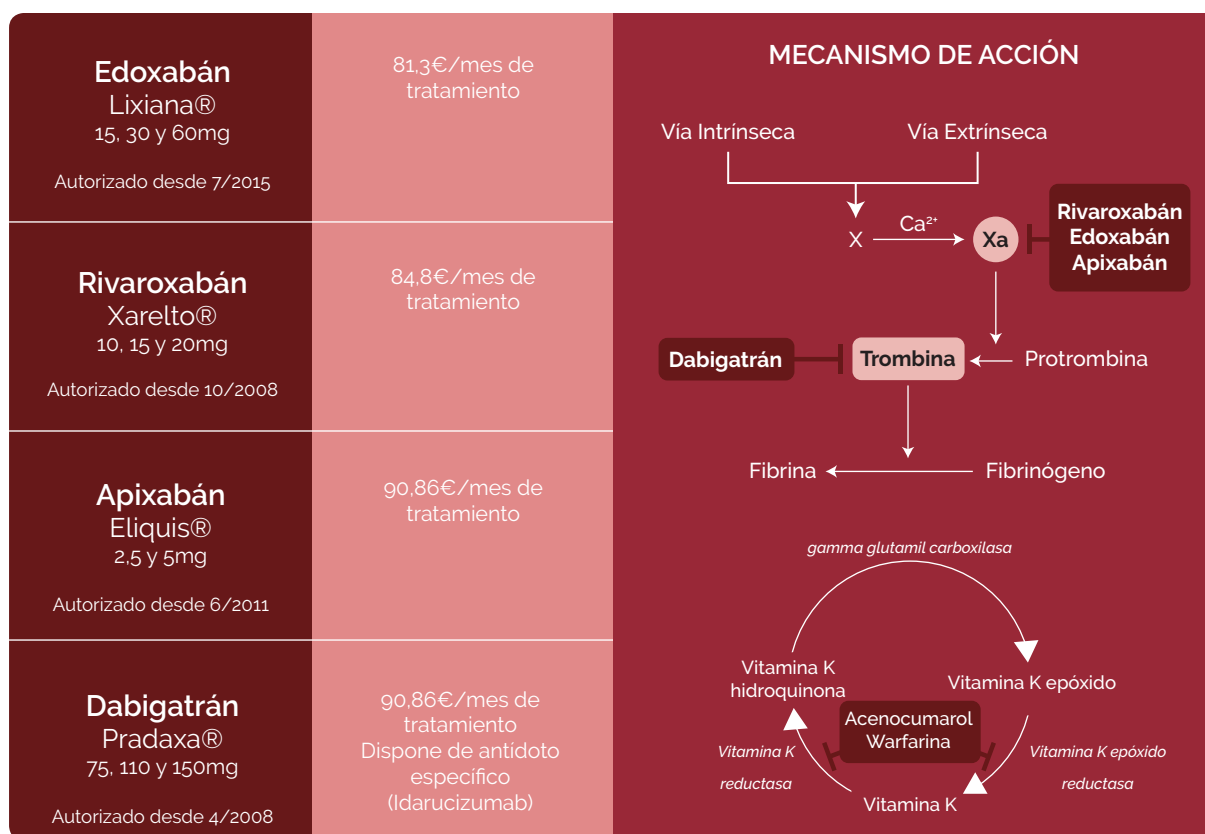 Edoxabán
Lixiana®
15, 30 y 60mg
Autorizado desde 7/2015
81,3€/mes de
tratamiento
Rivaroxabán
Xarelto®
10, 15 y 20mg
Autorizado desde 10/2008
84,8€/mes de
tratamiento
Apixabán
Eliquis®
2,5 y 5mg
Autorizado desde 6/2011
90,86€/mes de
tratamiento
Dabigatrán
Pradaxa®
75, 110 y 150mg
Autorizado desde 4/2008
90,86€/mes de
tratamiento
Dispone de antídoto
específico
(Idarucizumab)
MECANISMO DE ACCIÓN
Vía Intrínseca
Vía Extrínseca
X
Ca²⁺
Xa
Rivaroxabán
Edoxabán
Apixabán
Dabigatrán
Trombina
Protrombina
Fibrina
Fibrinógeno
gamma glutamil carboxilasa
Vitamina K
hidroquinona
Vitamina K epóxido
Acenocumarol
Warfarina
Vitamina K
reductasa
Vitamina K epóxido
reductasa
Vitamina K